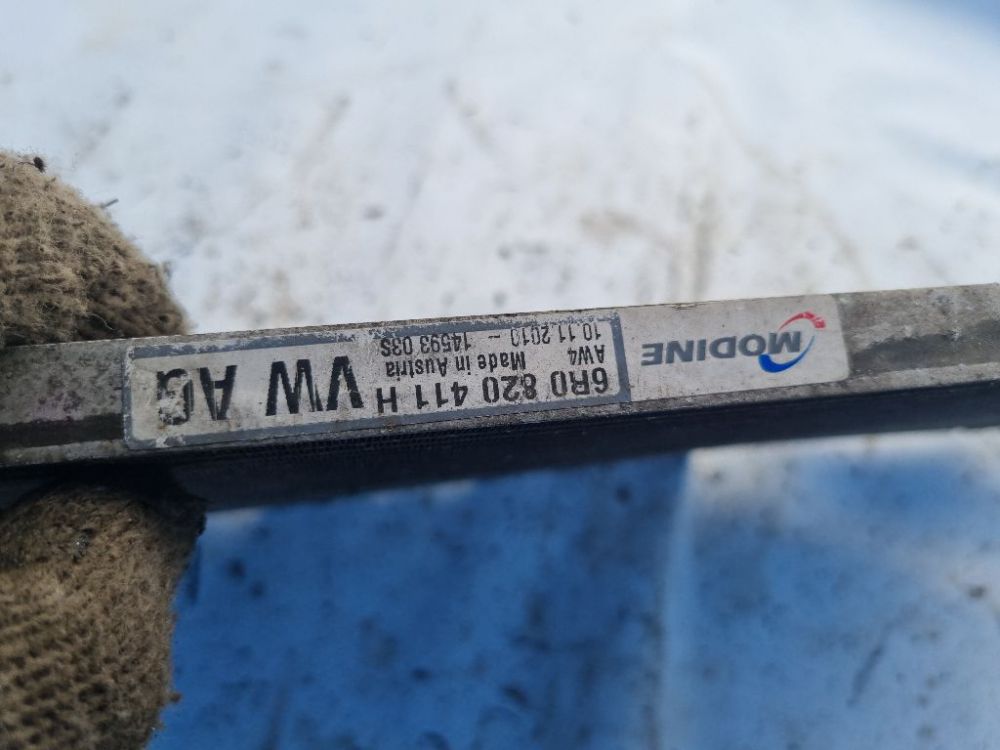 MODINE
6R0 820 411 H
AW4 Made in Austria
10.11.2010 - 14593 03S
VW AG